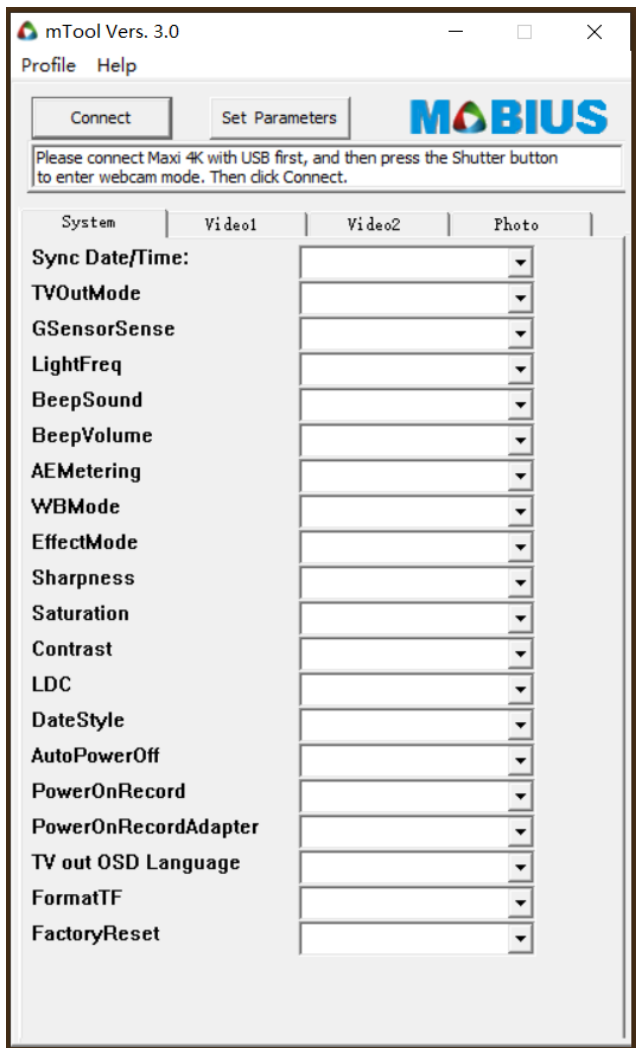 mTool Vers. 3.0
Profile Help
Connect Set Parameters MOBIUS
Please connect Maxi 4K with USB first, and then press the Shutter button
to enter webcam mode. Then click Connect.
System Video1 Video2 Photo
Sync Date/Time:
TVOutMode
GSensorSense
LightFreq
BeepSound
BeepVolume
AEMetering
WBMode
EffectMode
Sharpness
Saturation
Contrast
LDC
DateStyle
AutoPowerOff
PowerOnRecord
PowerOnRecordAdapter
TV out OSD Language
FormatTF
FactoryReset